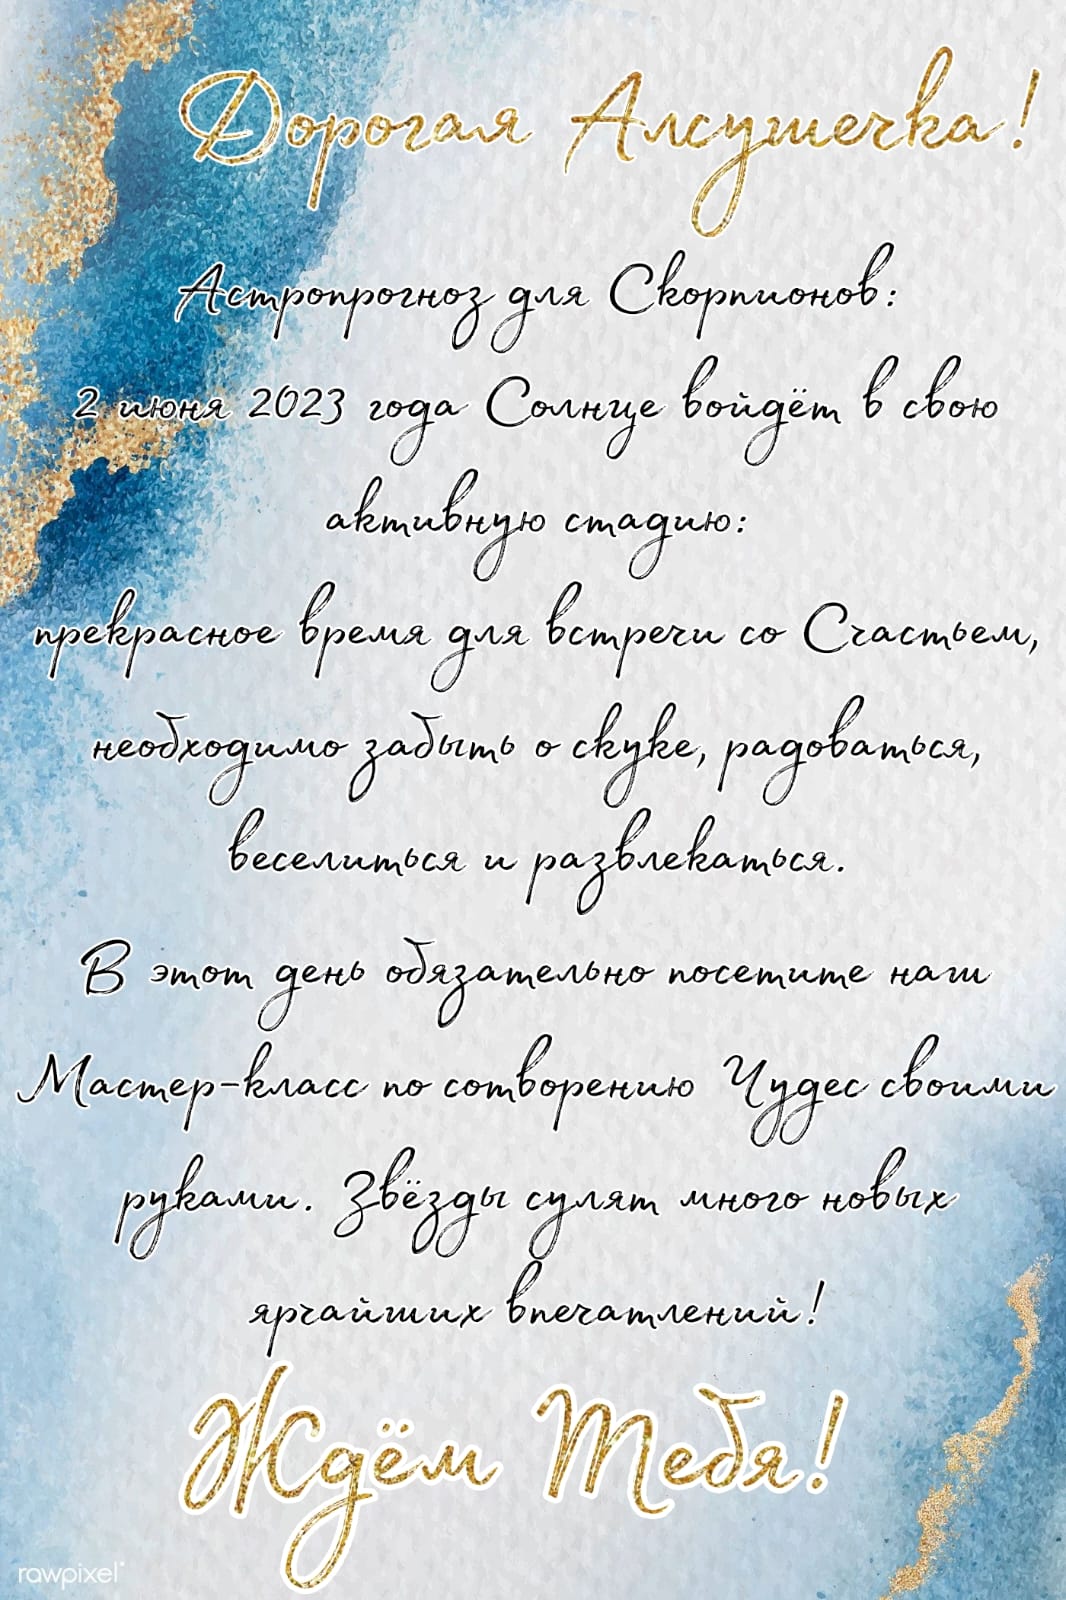 Дорогая Алсушечка!
Астропрогноз для Скорпионов:
2 июня 2023 года Солнце войдёт в свою
активную стадию:
прекрасное время для встречи со Счастьем,
необходимо забыть о скуке, радоваться,
веселиться и развлекаться.
В этот день обязательно посетите наш
Мастер-класс по сотворению Чудес своими
руками. Звёзды сулят много новых
ярчайших впечатлений!
Ждём Тебя!
rawpixel